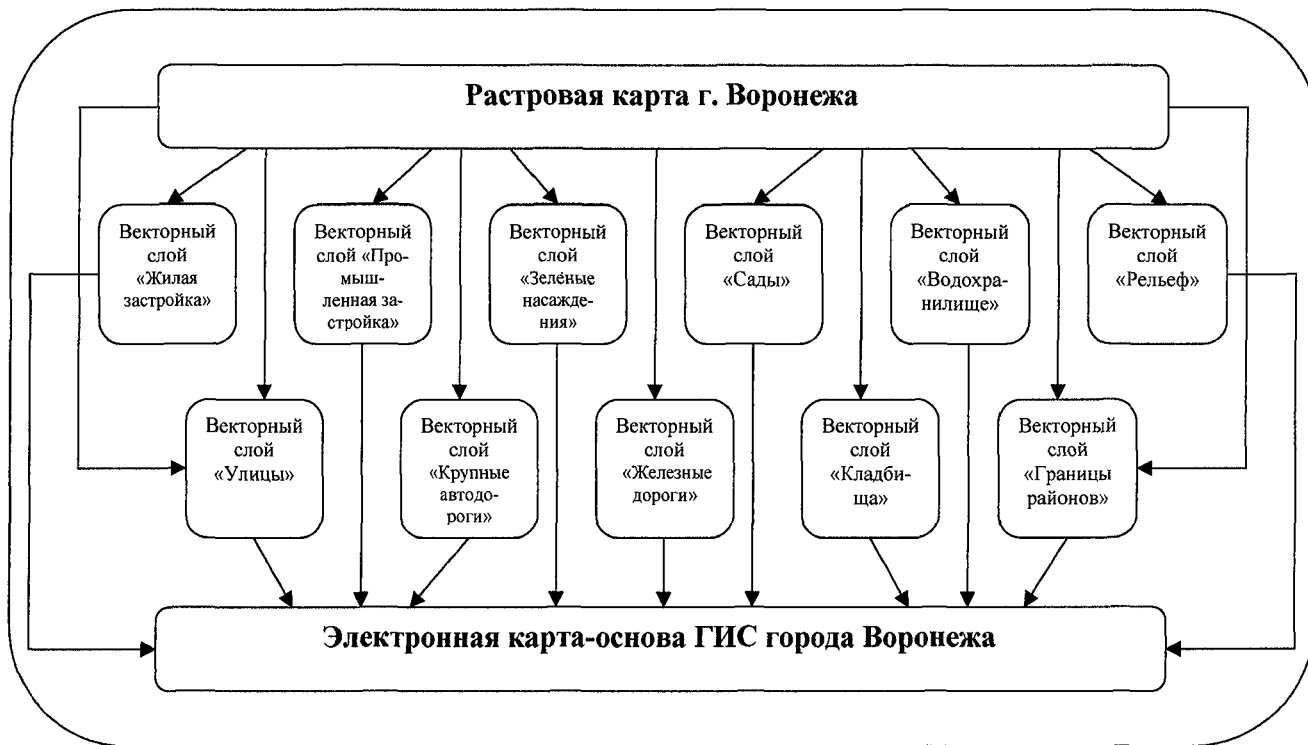 Растровая карта г. Воронежа
Векторный
слой
«Жилая
застройка»
Векторный
слой «Про-
мыш-
ленная за-
стройка»
Векторный
слой
«Зелёные
насажде-
ния»
Векторный
слой
«Сады»
Векторный
слой
«Водохра-
нилище»
Векторный
слой
«Рельеф»
Векторный
слой
«Улицы»
Векторный
слой
«Крупные
автодо-
роги»
Векторный
слой
«Железные
дороги»
Векторный
слой
«Кладби-
ща»
Векторный
слой
«Границы
районов»
Электронная карта-основа ГИС города Воронежа